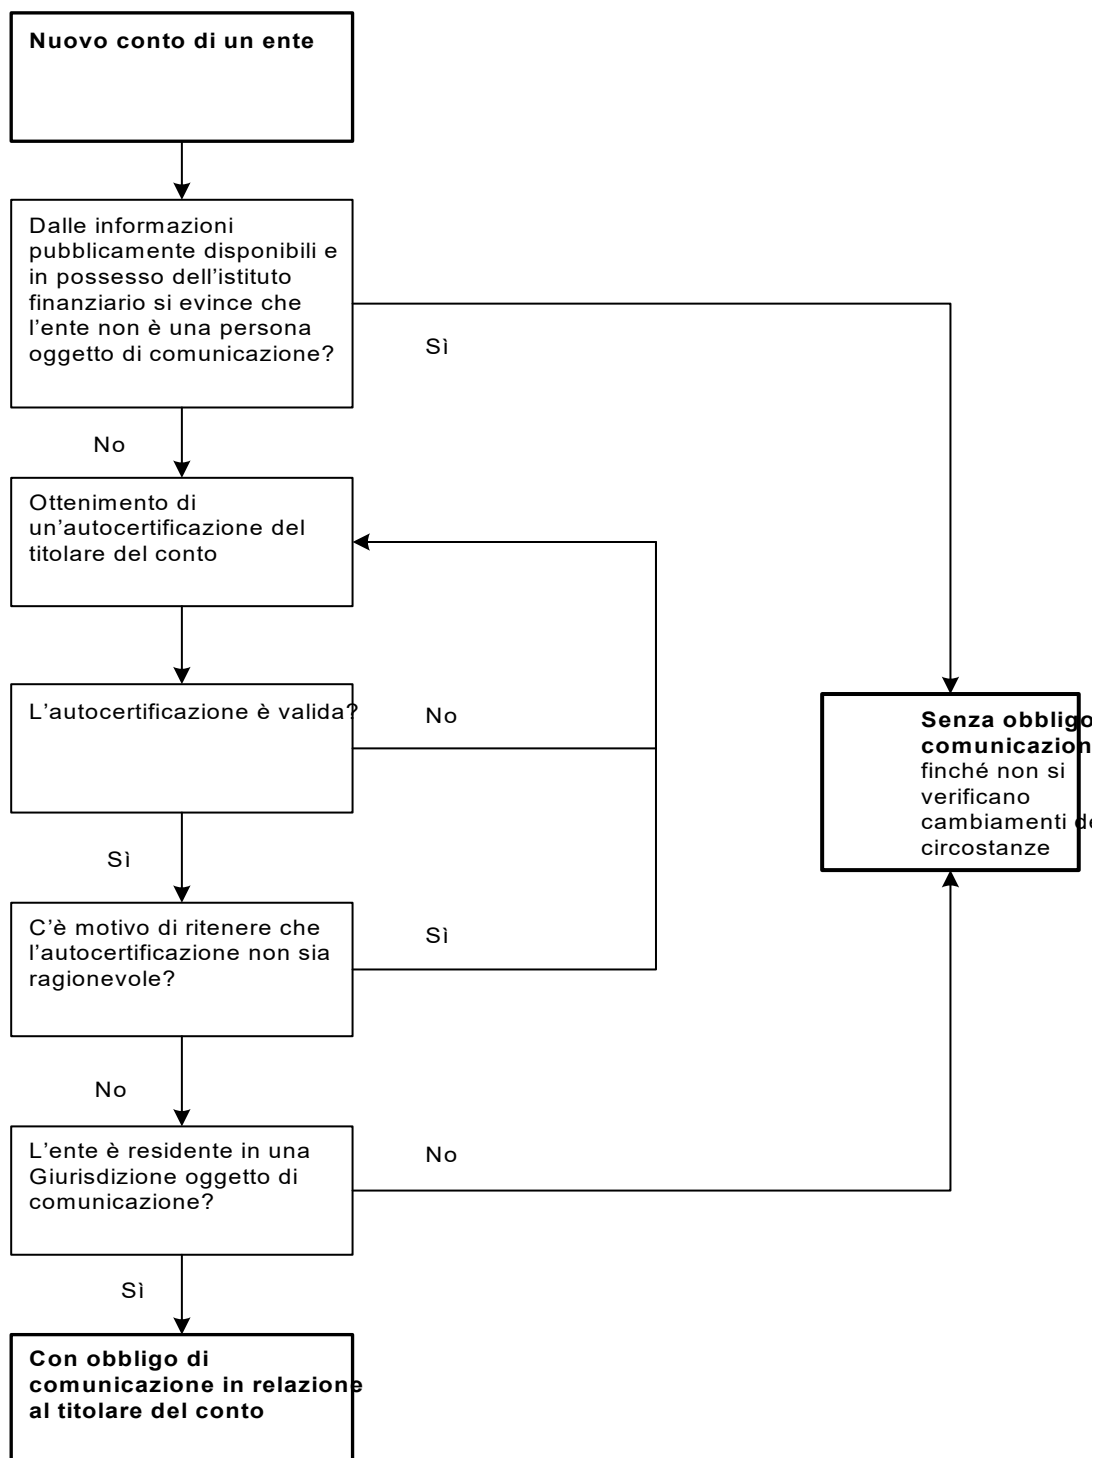 Nuovo conto di un ente
Dalle informazioni
pubblicamente disponibili e
in possesso dell'istituto
finanziario si evince che
l'ente non è una persona
oggetto di comunicazione?
Sì
No
Ottenimento di
un'autocertificazione del
titolare del conto
L'autocertificazione è valida?
No
Senza obbligo
comunicazion
finché non si
verificano
cambiamenti de
circostanze
Sì
C'è motivo di ritenere che
l'autocertificazione non sia
ragionevole?
Sì
No
L'ente è residente in una
Giurisdizione oggetto di
comunicazione?
No
Sì
Con obbligo di
comunicazione in relazione
al titolare del conto